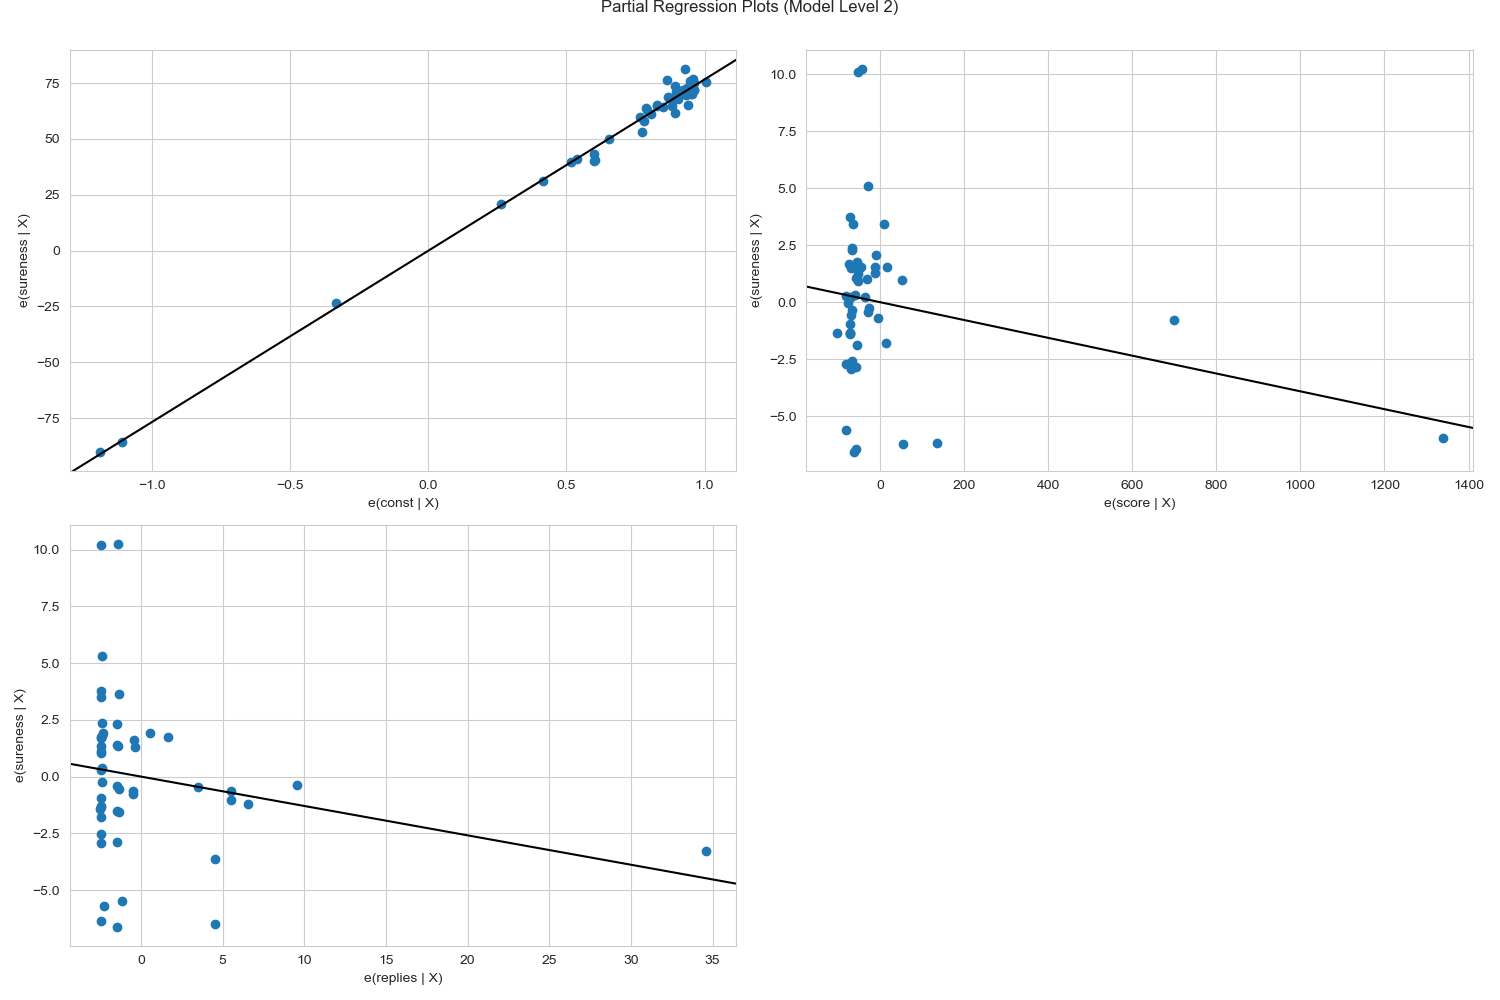 Partial Regression Plots (Model Level 2)
75
50
25
0
−25
−50
−75
e(sureness | X)
−1.0 −0.5 0.0 0.5 1.0
e(const | X)
10.0
7.5
5.0
2.5
0.0
−2.5
−5.0
e(sureness | X)
0 200 400 600 800 1000 1200 1400
e(score | X)
10.0
7.5
5.0
2.5
0.0
−2.5
−5.0
e(sureness | X)
0 5 10 15 20 25 30 35
e(replies | X)